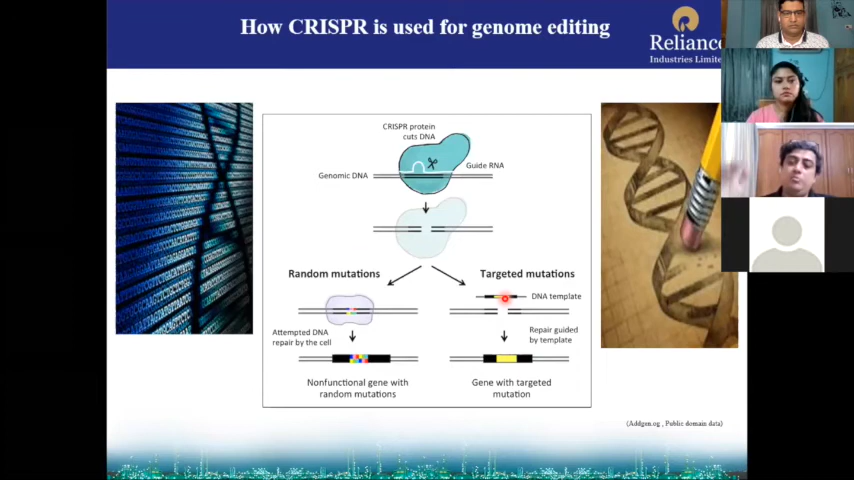 How CRISPR is used for genome editing
Reliance
Industries Limite
CRISPR protein
cuts DNA
Guide RNA
Genomic DNA
Random mutations
Targeted mutations
DNA template
Attempted DNA
repair by the cell
Repair guided
by template
Nonfunctional gene with
random mutations
Gene with targeted
mutation
(Addgen.og , Public domain data)